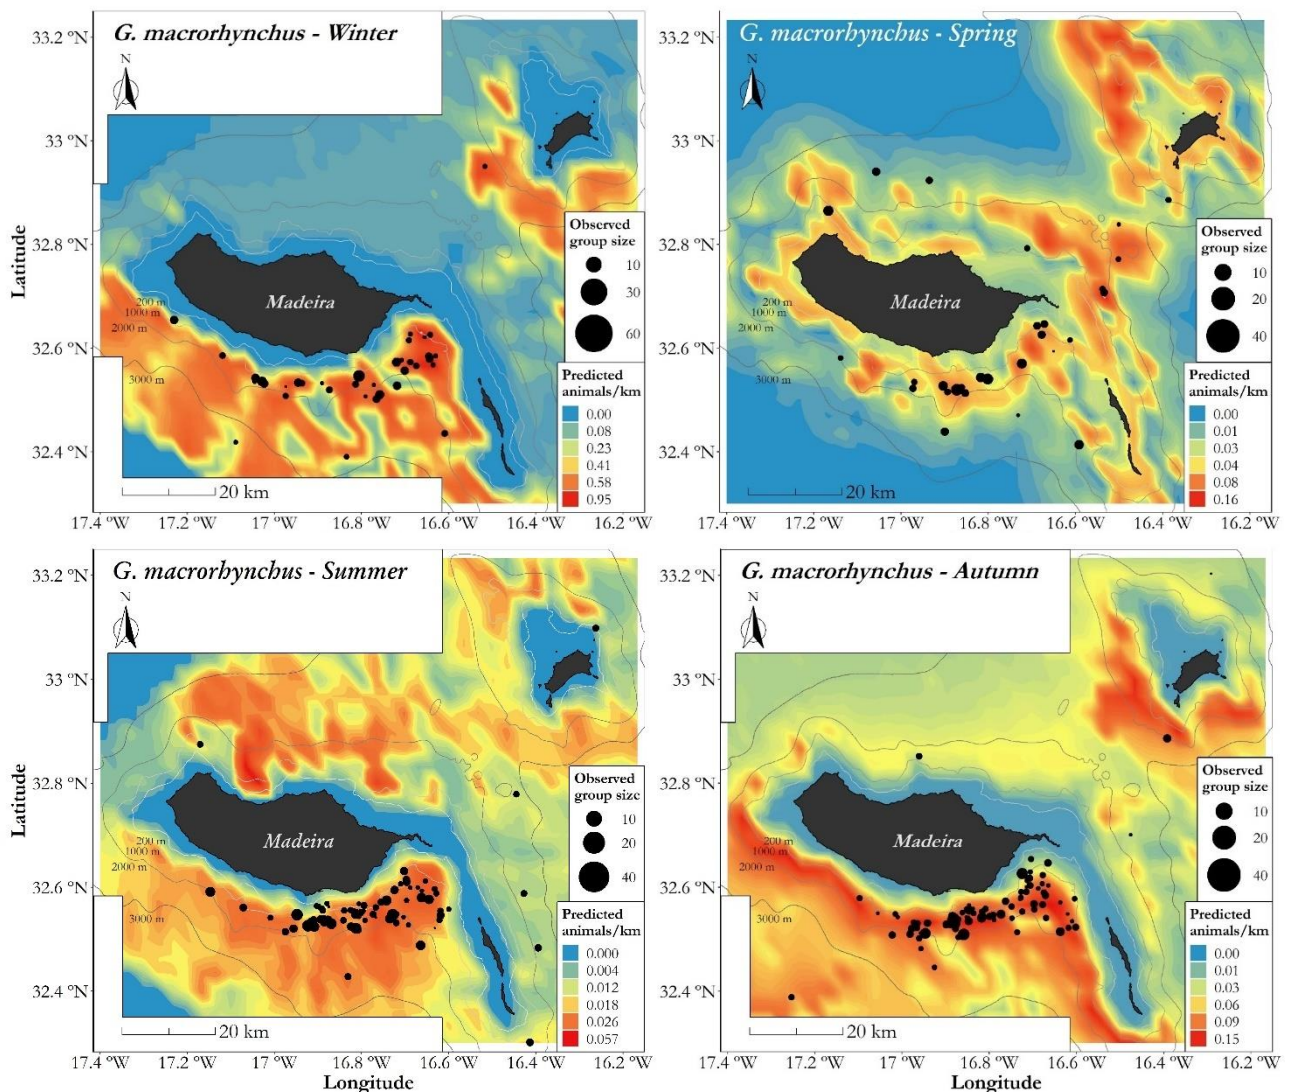 G. macrorhynchus - Winter
N
Madeira
200 m
1000 m
2000 m
3000 m
20 km
Observed
group size
10
30
60
Predicted
animals/km
0.00
0.08
0.23
0.41
0.58
0.95
33.2 °N
33 °N
32.8 °N
32.6 °N
32.4 °N
Latitude
17.4 °W
17.2 °W
17 °W
16.8 °W
16.6 °W
16.4 °W
16.2 °W
G. macrorhynchus - Spring
N
Madeira
200 m
1000 m
2000 m
3000 m
20 km
Observed
group size
10
20
40
Predicted
animals/km
0.00
0.01
0.03
0.04
0.08
0.16
33.2 °N
33 °N
32.8 °N
32.6 °N
32.4 °N
17.4 °W
17.2 °W
17 °W
16.8 °W
16.6 °W
16.4 °W
16.2 °W
G. macrorhynchus - Summer
N
Madeira
200 m
1000 m
2000 m
3000 m
20 km
Observed
group size
10
20
40
Predicted
animals/km
0.000
0.004
0.012
0.018
0.026
0.057
33.2 °N
33 °N
32.8 °N
32.6 °N
32.4 °N
Latitude
17.4 °W
17.2 °W
17 °W
16.8 °W
16.6 °W
16.4 °W
16.2 °W
Longitude
G. macrorhynchus - Autumn
N
Madeira
200 m
1000 m
2000 m
3000 m
20 km
Observed
group size
10
20
40
Predicted
animals/km
0.00
0.01
0.03
0.06
0.09
0.15
33.2 °N
33 °N
32.8 °N
32.6 °N
32.4 °N
17.4 °W
17.2 °W
17 °W
16.8 °W
16.6 °W
16.4 °W
16.2 °W
Longitude